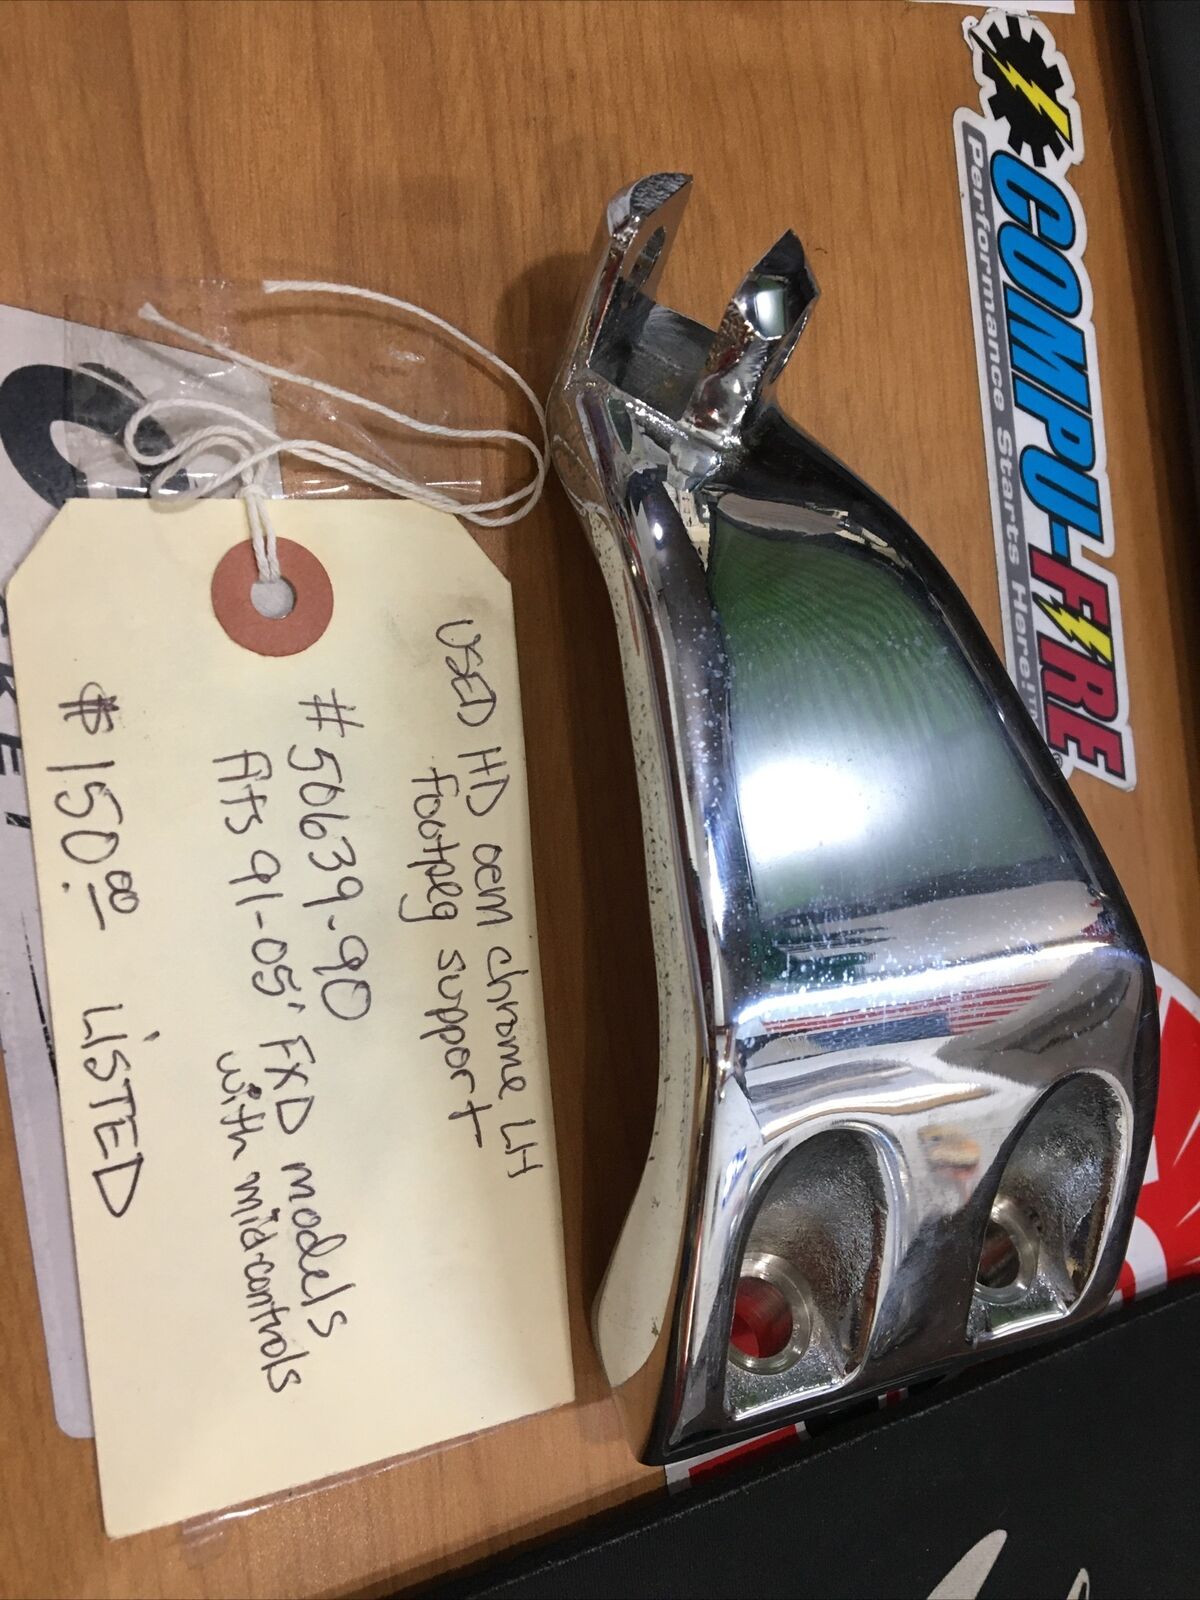 USED HD oem chrome LH
footpeg support
#50639-90
fits 91-05' FXD models
with mid-controls
$150.00 LISTED
COMPU-FIRE
Performance Starts Here!